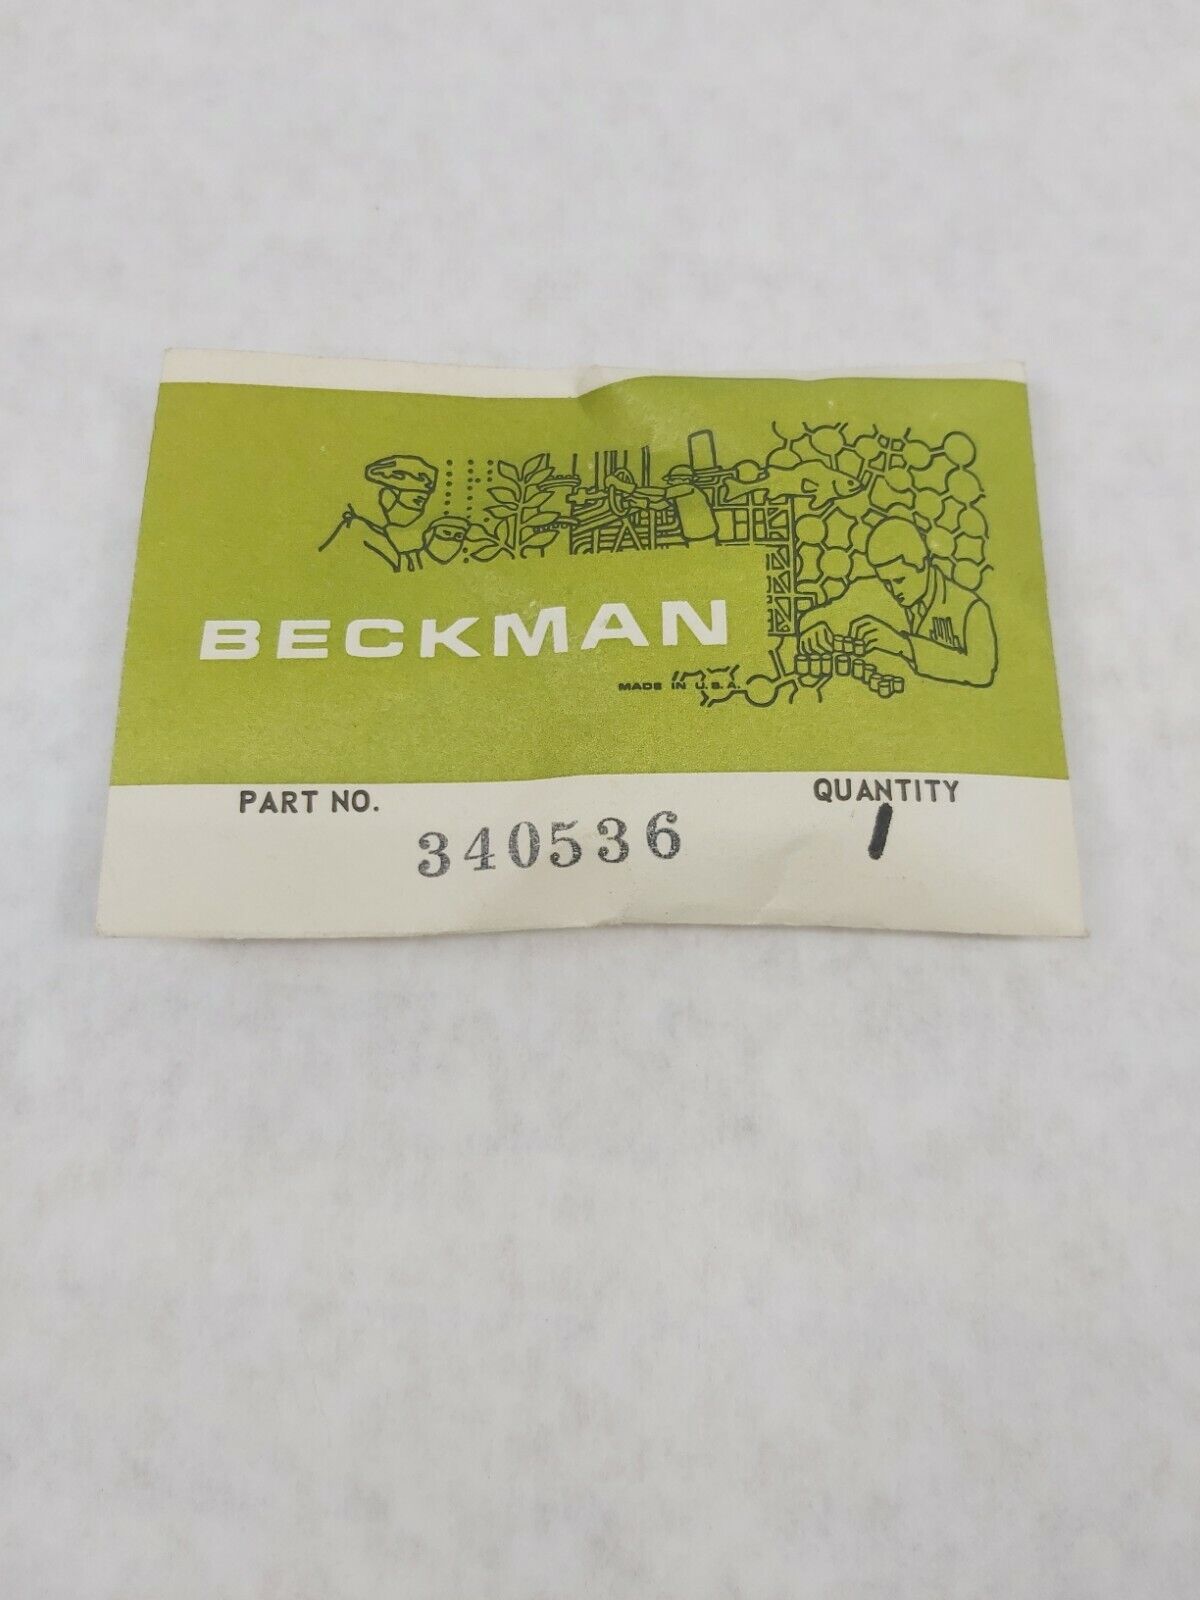 BECKMAN
MADE IN U.S.A.
PART NO. QUANTITY
340536 1